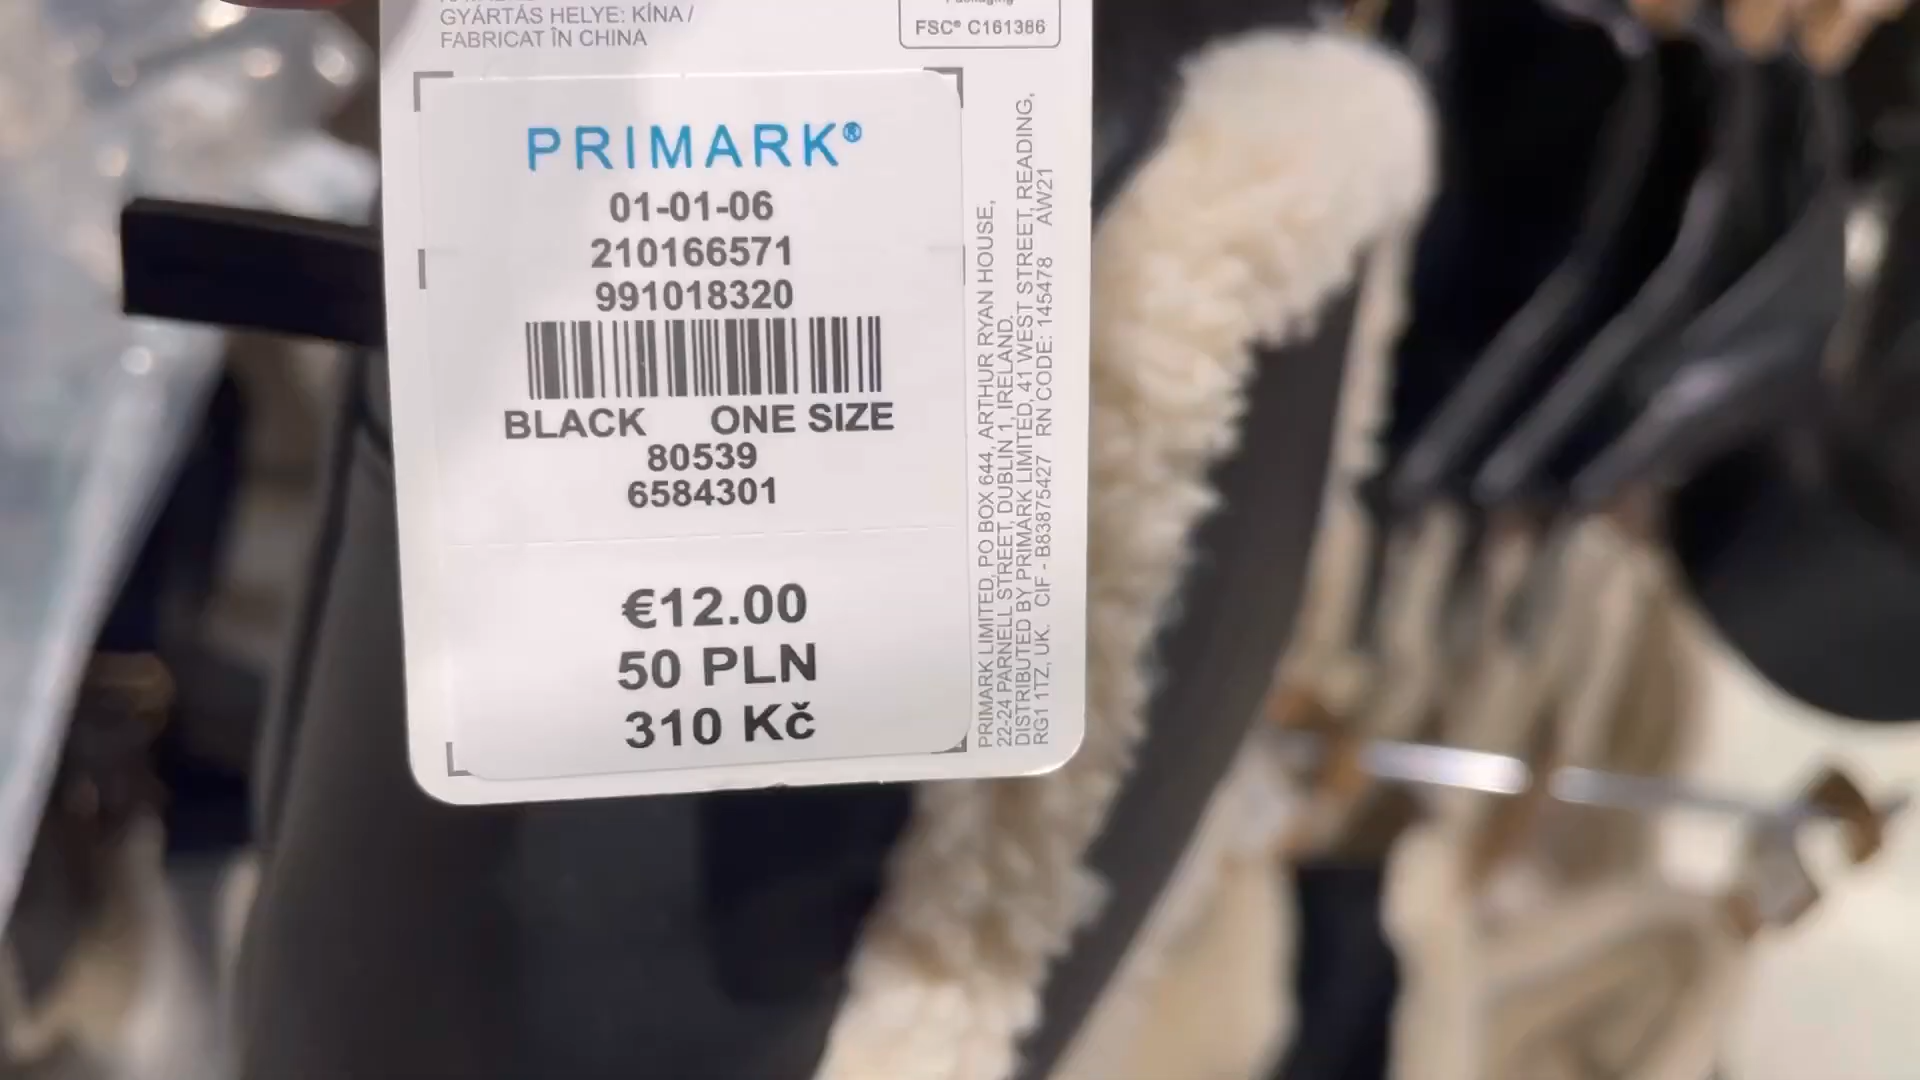 GYÁRTÁS HELYE: KÍNA /
FABRICAT ÎN CHINA
Packaging
FSC® C161386
PRIMARK®
01-01-06
210166571
991018320
BLACK ONE SIZE
80539
6584301
€12.00
50 PLN
310 Kč
PRIMARK LIMITED, PO BOX 644, ARTHUR RYAN HOUSE,
22-24 PARNELL STREET, DUBLIN 1, IRELAND.
DISTRIBUTED BY PRIMARK LIMITED, 41 WEST STREET, READING,
RG1 1TZ, UK. CIF - B83875427 RN CODE: 145478 AW21